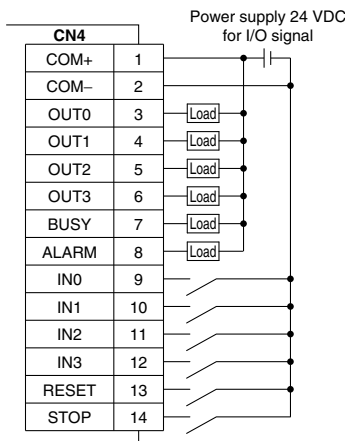 Power supply 24 VDC
for I/O signal
CN4
COM+ 1
COM− 2
OUT0 3 Load
OUT1 4 Load
OUT2 5 Load
OUT3 6 Load
BUSY 7 Load
ALARM 8 Load
IN0 9
IN1 10
IN2 11
IN3 12
RESET 13
STOP 14